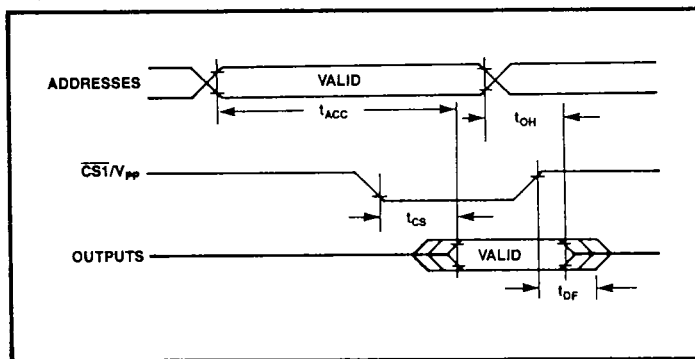 ADDRESSES
VALID
tACC
tOH
CS1/Vpp
tCS
OUTPUTS
VALID
tDF